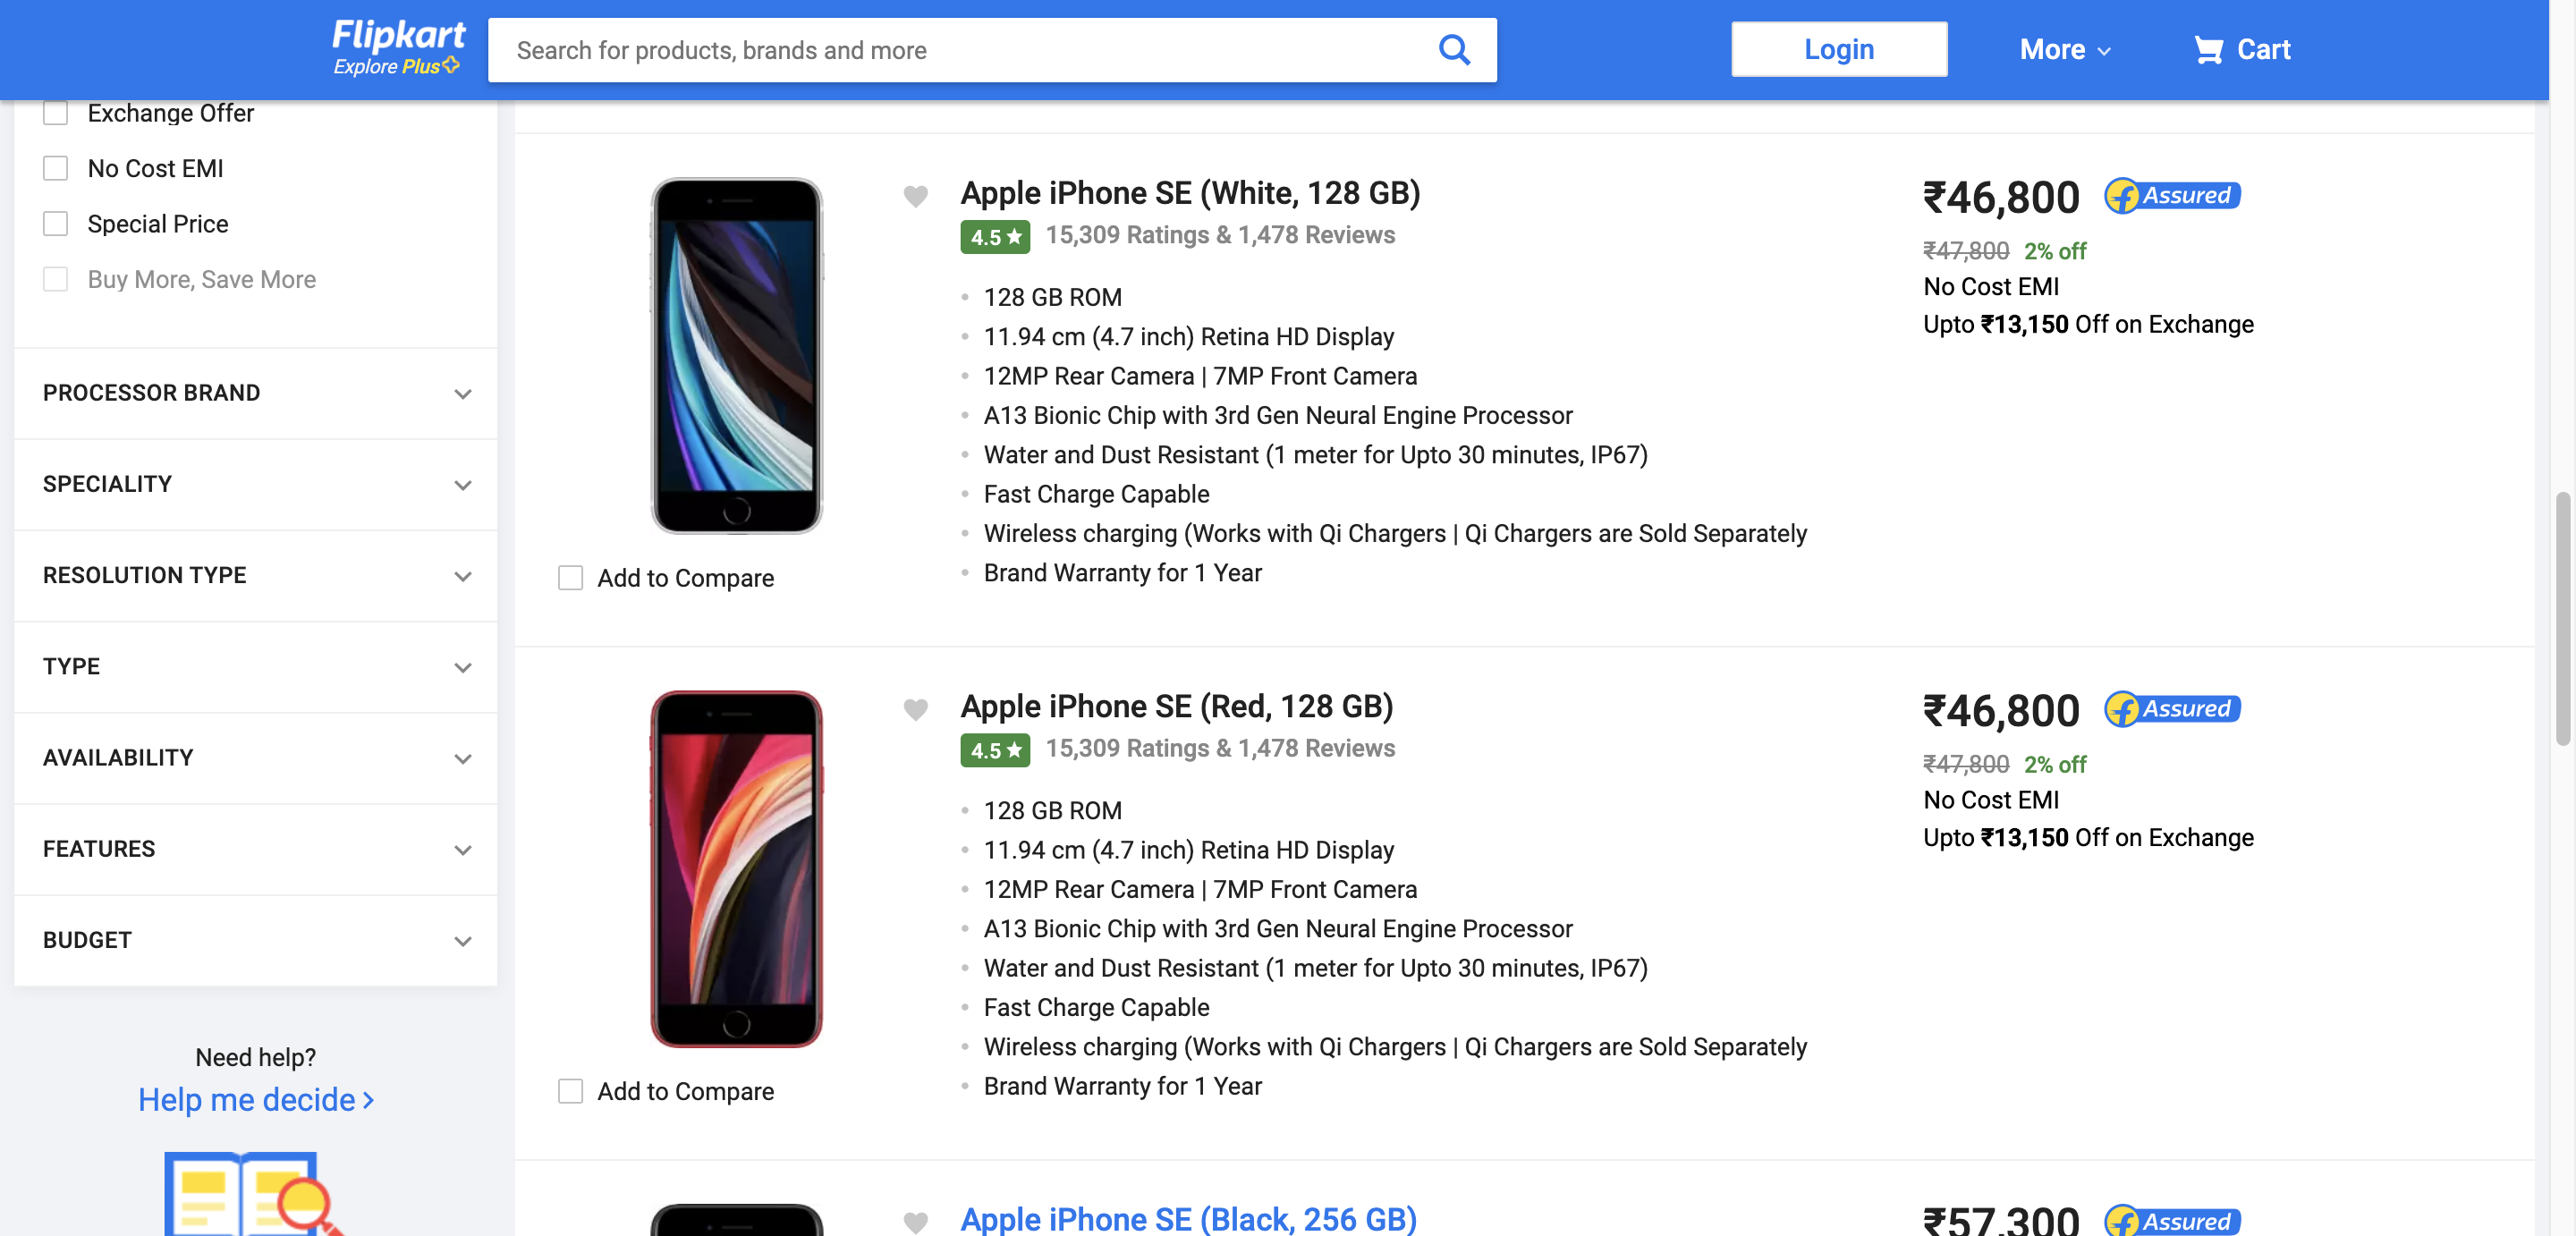 Flipkart
Explore Plus
Search for products, brands and more
Login
More
Cart
Exchange Offer
No Cost EMI
Special Price
Buy More, Save More
PROCESSOR BRAND
SPECIALITY
RESOLUTION TYPE
TYPE
AVAILABILITY
FEATURES
BUDGET
Need help?
Help me decide
Apple iPhone SE (White, 128 GB)
4.5 ★ 15,309 Ratings & 1,478 Reviews
128 GB ROM
11.94 cm (4.7 inch) Retina HD Display
12MP Rear Camera | 7MP Front Camera
A13 Bionic Chip with 3rd Gen Neural Engine Processor
Water and Dust Resistant (1 meter for Upto 30 minutes, IP67)
Fast Charge Capable
Wireless charging (Works with Qi Chargers | Qi Chargers are Sold Separately
Brand Warranty for 1 Year
Add to Compare
₹46,800 Assured
₹47,800 2% off
No Cost EMI
Upto ₹13,150 Off on Exchange
Apple iPhone SE (Red, 128 GB)
4.5 ★ 15,309 Ratings & 1,478 Reviews
128 GB ROM
11.94 cm (4.7 inch) Retina HD Display
12MP Rear Camera | 7MP Front Camera
A13 Bionic Chip with 3rd Gen Neural Engine Processor
Water and Dust Resistant (1 meter for Upto 30 minutes, IP67)
Fast Charge Capable
Wireless charging (Works with Qi Chargers | Qi Chargers are Sold Separately
Brand Warranty for 1 Year
Add to Compare
₹46,800 Assured
₹47,800 2% off
No Cost EMI
Upto ₹13,150 Off on Exchange
Apple iPhone SE (Black, 256 GB)
₹57,300 Assured